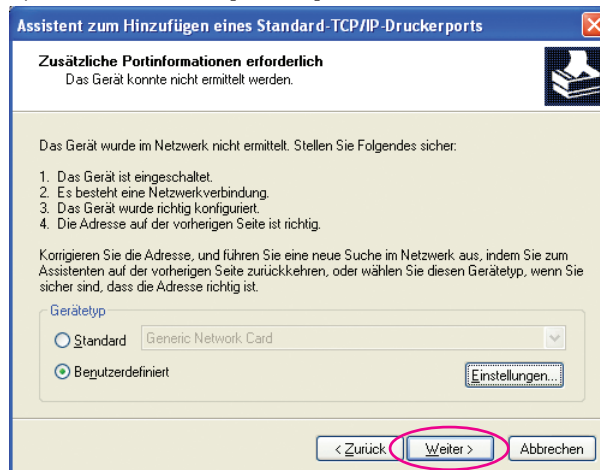 Assistent zum Hinzufügen eines Standard-TCP/IP-Druckerports
Zusätzliche Portinformationen erforderlich
Das Gerät konnte nicht ermittelt werden.
Das Gerät wurde im Netzwerk nicht ermittelt. Stellen Sie Folgendes sicher:
1. Das Gerät ist eingeschaltet.
2. Es besteht eine Netzwerkverbindung.
3. Das Gerät wurde richtig konfiguriert.
4. Die Adresse auf der vorherigen Seite ist richtig.
Korrigieren Sie die Adresse, und führen Sie eine neue Suche im Netzwerk aus, indem Sie zum
Assistenten auf der vorherigen Seite zurückkehren, oder wählen Sie diesen Gerätetyp, wenn Sie
sicher sind, dass die Adresse richtig ist.
Gerätetyp
Standard Generic Network Card
Benutzerdefiniert Einstellungen...
< Zurück Weiter > Abbrechen